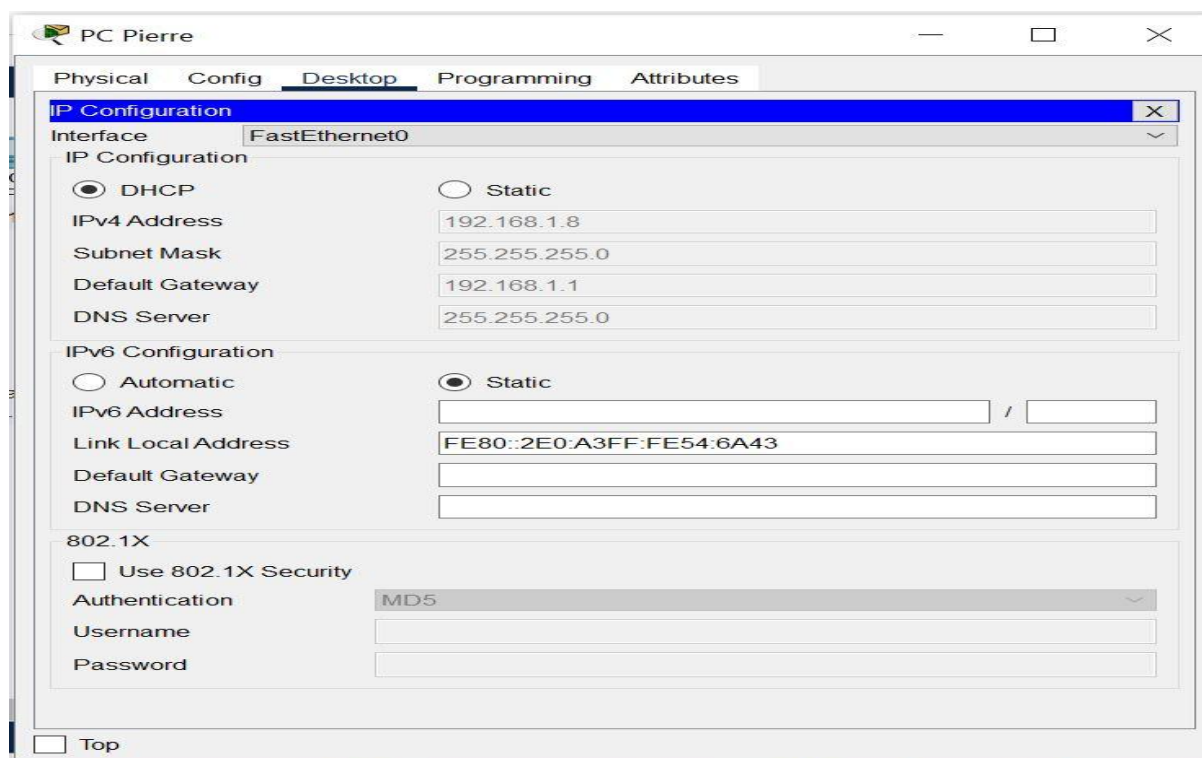 PC Pierre
Physical Config Desktop Programming Attributes
IP Configuration X
Interface FastEthernet0
IP Configuration
DHCP Static
IPv4 Address 192.168.1.8
Subnet Mask 255.255.255.0
Default Gateway 192.168.1.1
DNS Server 255.255.255.0
IPv6 Configuration
Automatic Static
IPv6 Address /
Link Local Address FE80::2E0:A3FF:FE54:6A43
Default Gateway
DNS Server
802.1X
Use 802.1X Security
Authentication MD5
Username
Password
Top